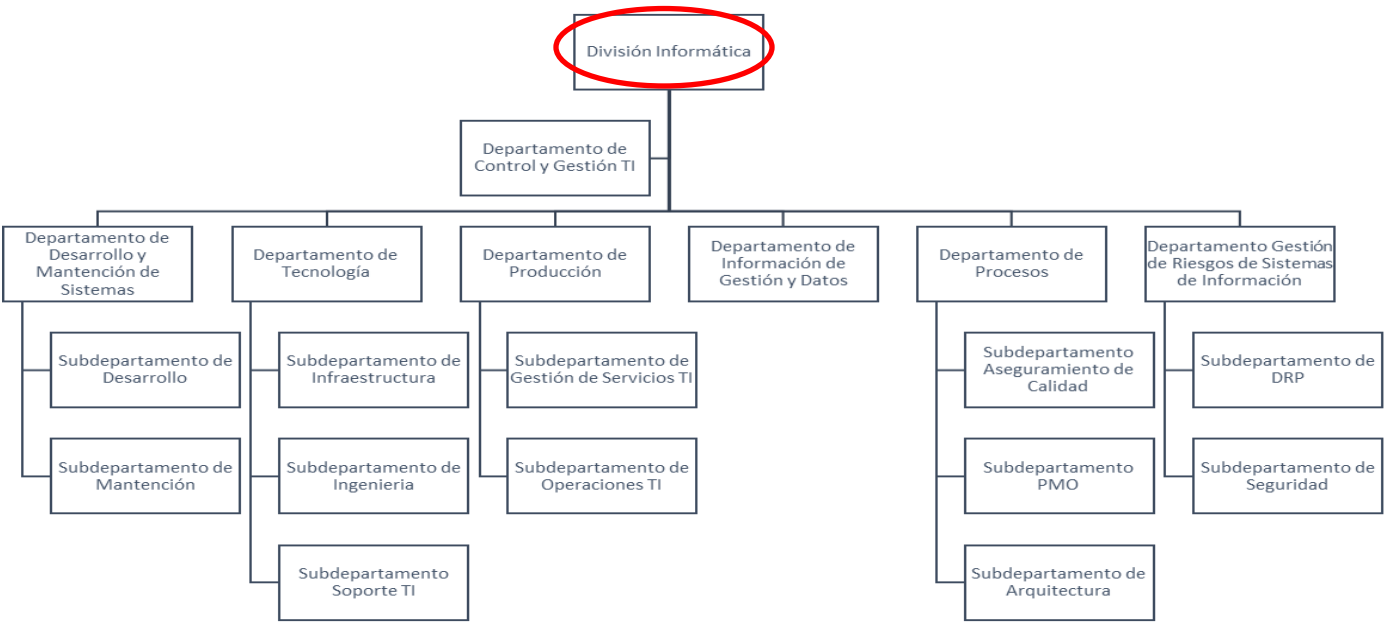 División Informática
Departamento de
Control y Gestión TI
Departamento de
Desarrollo y
Mantención de
Sistemas
Departamento de
Tecnología
Departamento de
Producción
Departamento de
Información de
Gestión y Datos
Departamento de
Procesos
Departamento Gestión
de Riesgos de Sistemas
de Información
Subdepartamento de
Desarrollo
Subdepartamento de
Infraestructura
Subdepartamento de
Gestión de Servicios TI
Subdepartamento
Aseguramiento de
Calidad
Subdepartamento de
DRP
Subdepartamento de
Mantención
Subdepartamento de
Ingenieria
Subdepartamento de
Operaciones TI
Subdepartamento
PMO
Subdepartamento de
Seguridad
Subdepartamento
Soporte TI
Subdepartamento de
Arquitectura